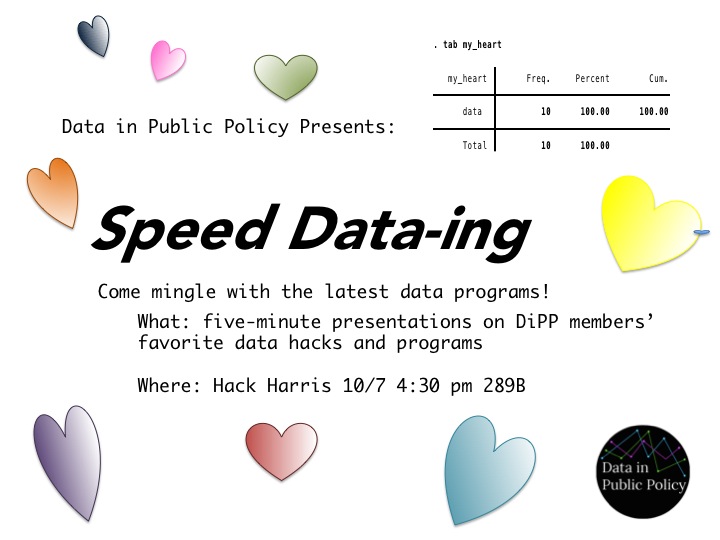 . tab my_heart
my_heart Freq. Percent Cum.
data 10 100.00 100.00
Total 10 100.00
Data in Public Policy Presents:
Speed Data-ing
Come mingle with the latest data programs!
What: five-minute presentations on DiPP members’
favorite data hacks and programs
Where: Hack Harris 10/7 4:30 pm 289B
Data in
Public Policy